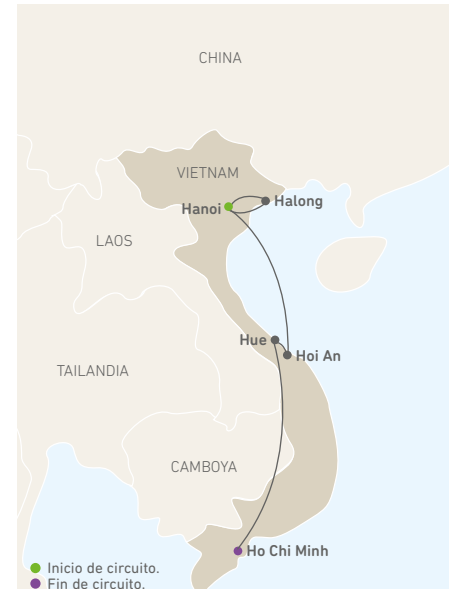 CHINA
VIETNAM
Hanoi
Halong
LAOS
Hue
Hoi An
TAILANDIA
CAMBOYA
Ho Chi Minh
Inicio de circuito.
Fin de circuito.